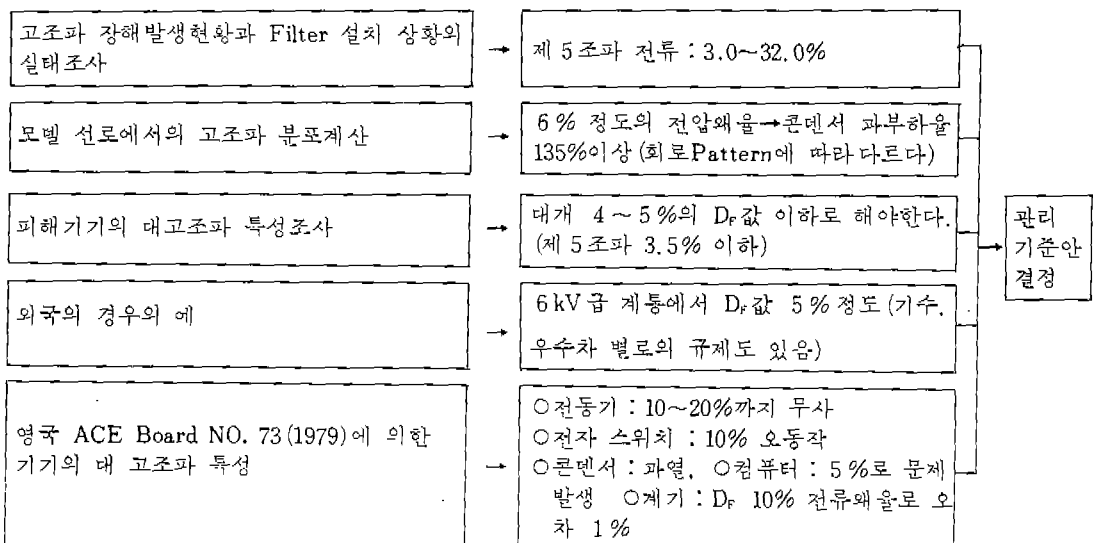 고조파 장해발생현황과 Filter 설치 상황의
실태조사
→
제 5조파 전류 : 3.0~32.0%
모델 선로에서의 고조파 분포계산
→
6% 정도의 전압왜율→콘덴서 과부하율
135%이상 (회로Pattern에 따라다르다)
피해기기의 대고조파 특성조사
→
대개 4~5%의 DF값 이하로 해야한다.
(제 5조파 3.5% 이하)
외국의 경우의 예
→
6kV급 계통에서 DF값 5%정도(기수,
우수차 별로의 규제도 있음)
영국 ACE Board NO. 73(1979)에 의한
기기의 대 고조파 특성
→
○전동기 : 10~20%까지 무사
○전자 스위치 : 10% 오동작
○콘덴서 : 과열, ○컴퓨터 : 5%로 문제
발생 ○계기 : DF 10% 전류왜율로 오
차 1%
관리
기준안
결정